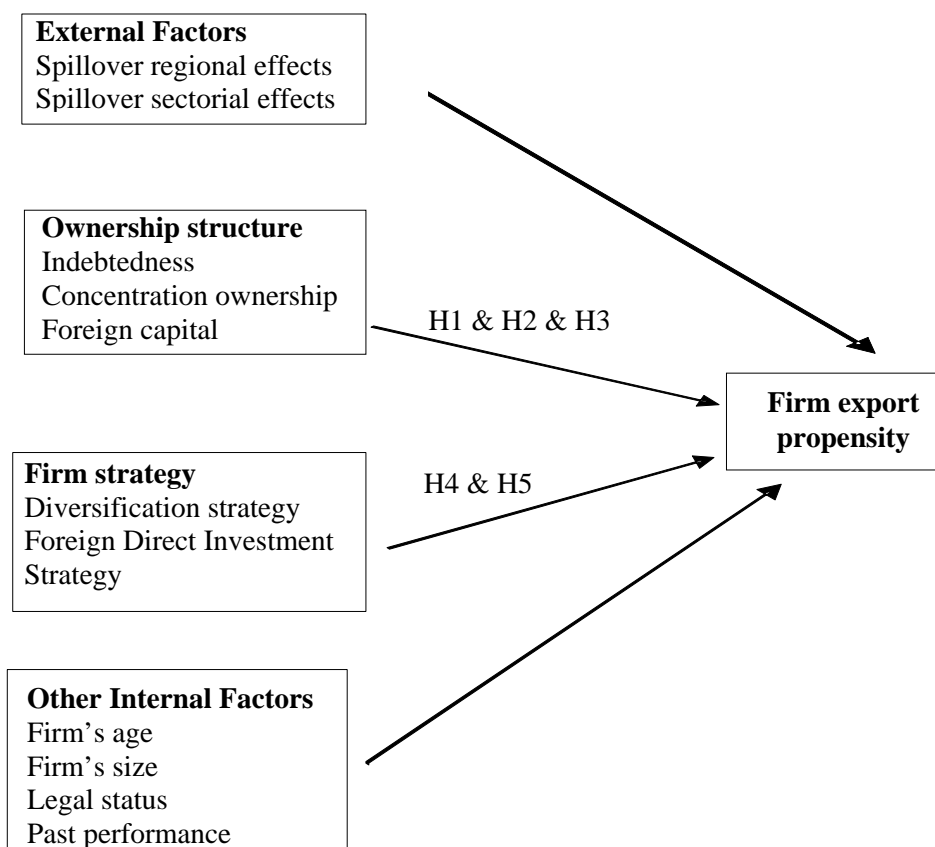 External Factors
Spillover regional effects
Spillover sectorial effects
Ownership structure
Indebtedness
Concentration ownership
Foreign capital
H1 & H2 & H3
Firm export
propensity
Firm strategy
Diversification strategy
Foreign Direct Investment
Strategy
H4 & H5
Other Internal Factors
Firm’s age
Firm’s size
Legal status
Past performance